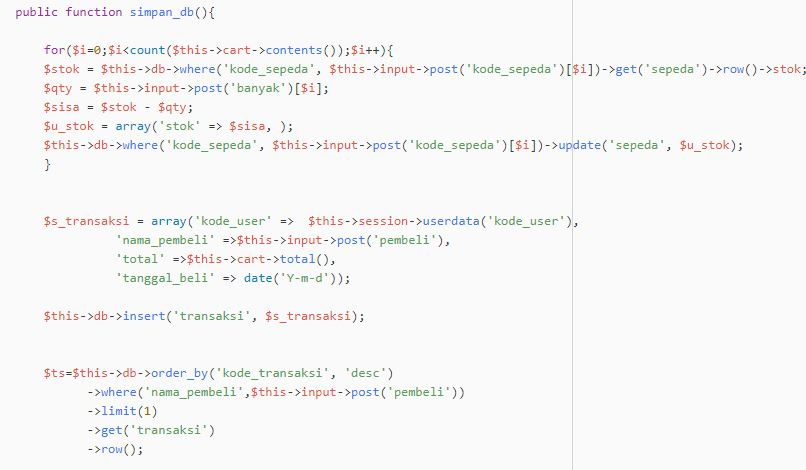 public function simpan_db(){
for($i=0;$i<count($this->cart->contents());$i++){
$stok = $this->db->where('kode_sepeda', $this->input->post('kode_sepeda')[$i])->get('sepeda')->row()->stok;
$qty = $this->input->post('banyak')[$i];
$sisa = $stok - $qty;
$u_stok = array('stok' => $sisa, );
$this->db->where('kode_sepeda', $this->input->post('kode_sepeda')[$i])->update('sepeda', $u_stok);
}
$s_transaksi = array('kode_user' =>  $this->session->userdata('kode_user'),
'nama_pembeli' =>$this->input->post('pembeli'),
'total' =>$this->cart->total(),
'tanggal_beli' => date('Y-m-d'));
$this->db->insert('transaksi', $s_transaksi);
$ts=$this->db->order_by('kode_transaksi', 'desc')
->where('nama_pembeli',$this->input->post('pembeli'))
->limit(1)
->get('transaksi')
->row();